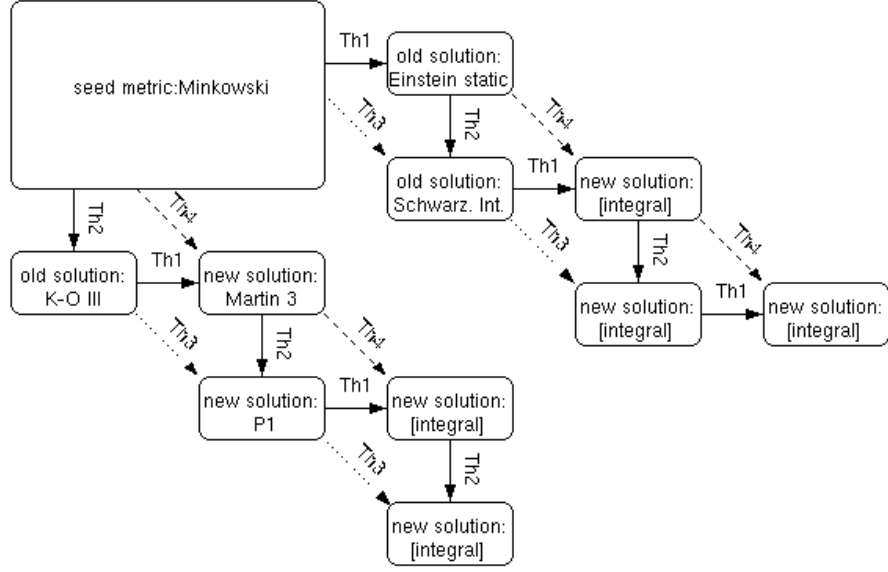 seed metric:Minkowski
Th1
old solution:
Einstein static
Th3
Th2
Th4
old solution:
Schwarz. Int.
Th1
new solution:
[integral]
Th2
Th4
Th3
Th2
Th4
old solution:
K-O III
Th1
new solution:
Martin 3
new solution:
[integral]
Th1
new solution:
[integral]
Th3
Th2
Th4
new solution:
P1
Th1
new solution:
[integral]
Th3
Th2
new solution:
[integral]